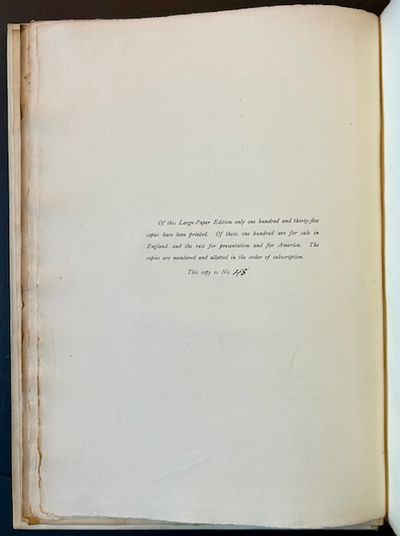 Of this Large-Paper Edition only one hundred and thirty-five
copies have been printed. Of these, one hundred are for sale in
England, and the rest for presentation and for America. The
copies are numbered and allotted in the order of subscription.
This copy is No.